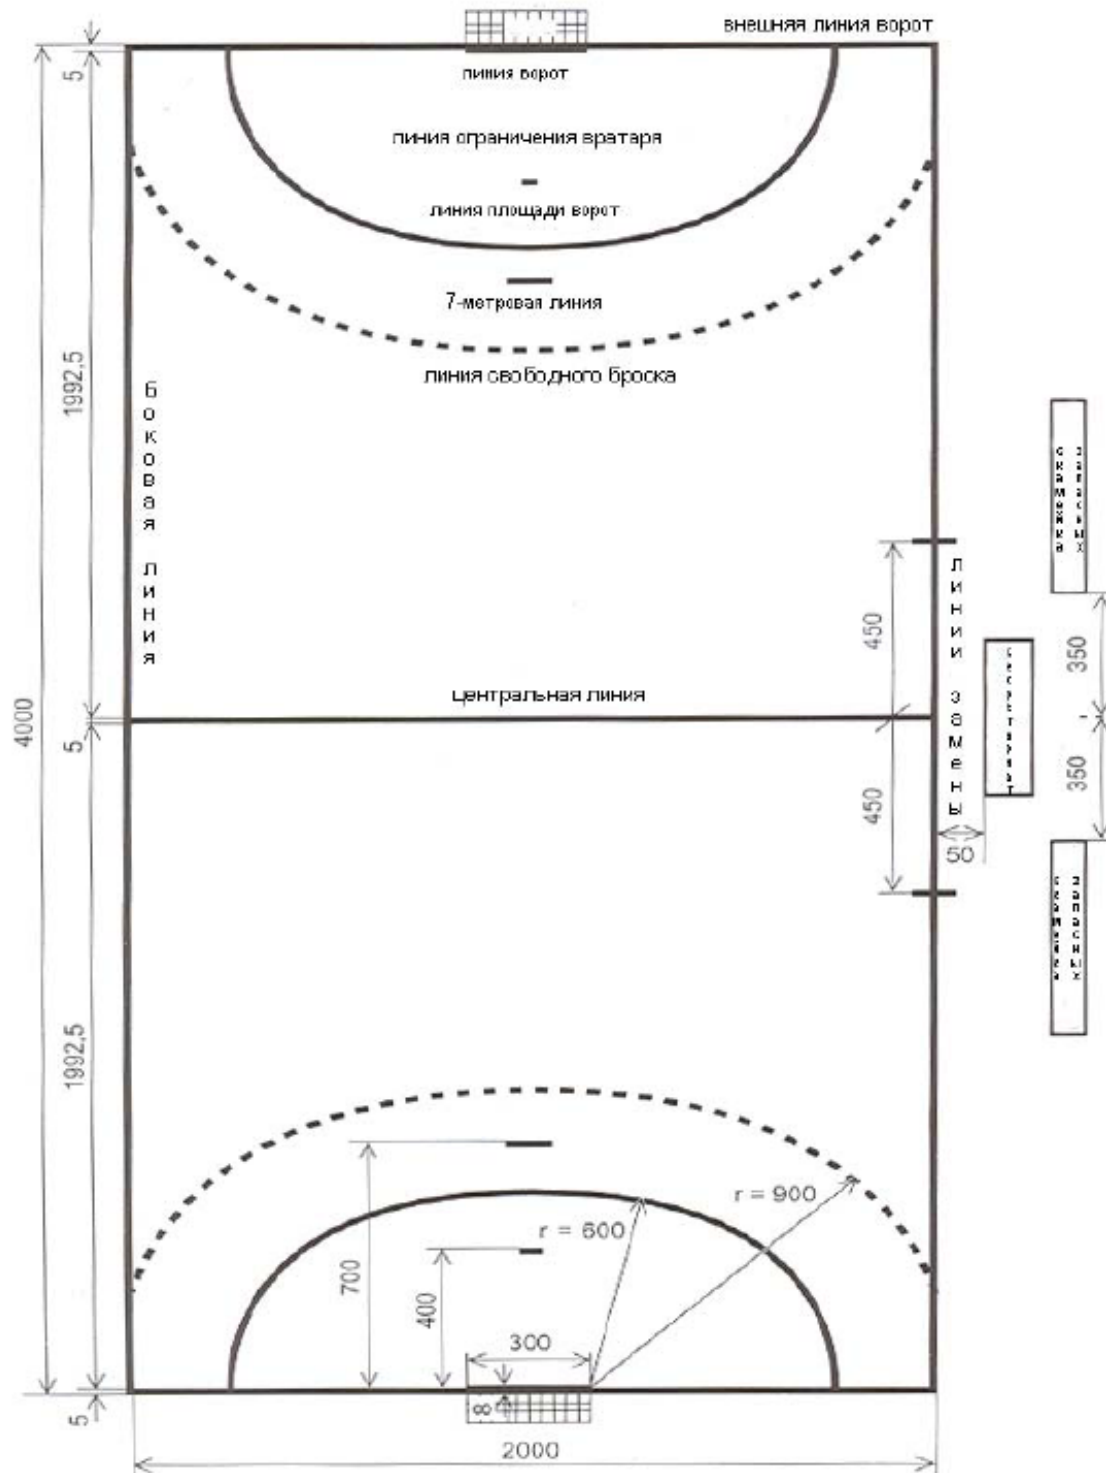 внешняя линия ворот
линия ворот
5
линия ограничения вратаря
линия площади ворот
7-метровая линия
линия свободного броска
1992,5
Боковая линия
скамейка запасных
линии замены
450
350
секретариат
центральная линия
4000
5
450
350
50
скамейка запасных
1992,5
r = 900
r = 600
700
400
300
5
8
2000